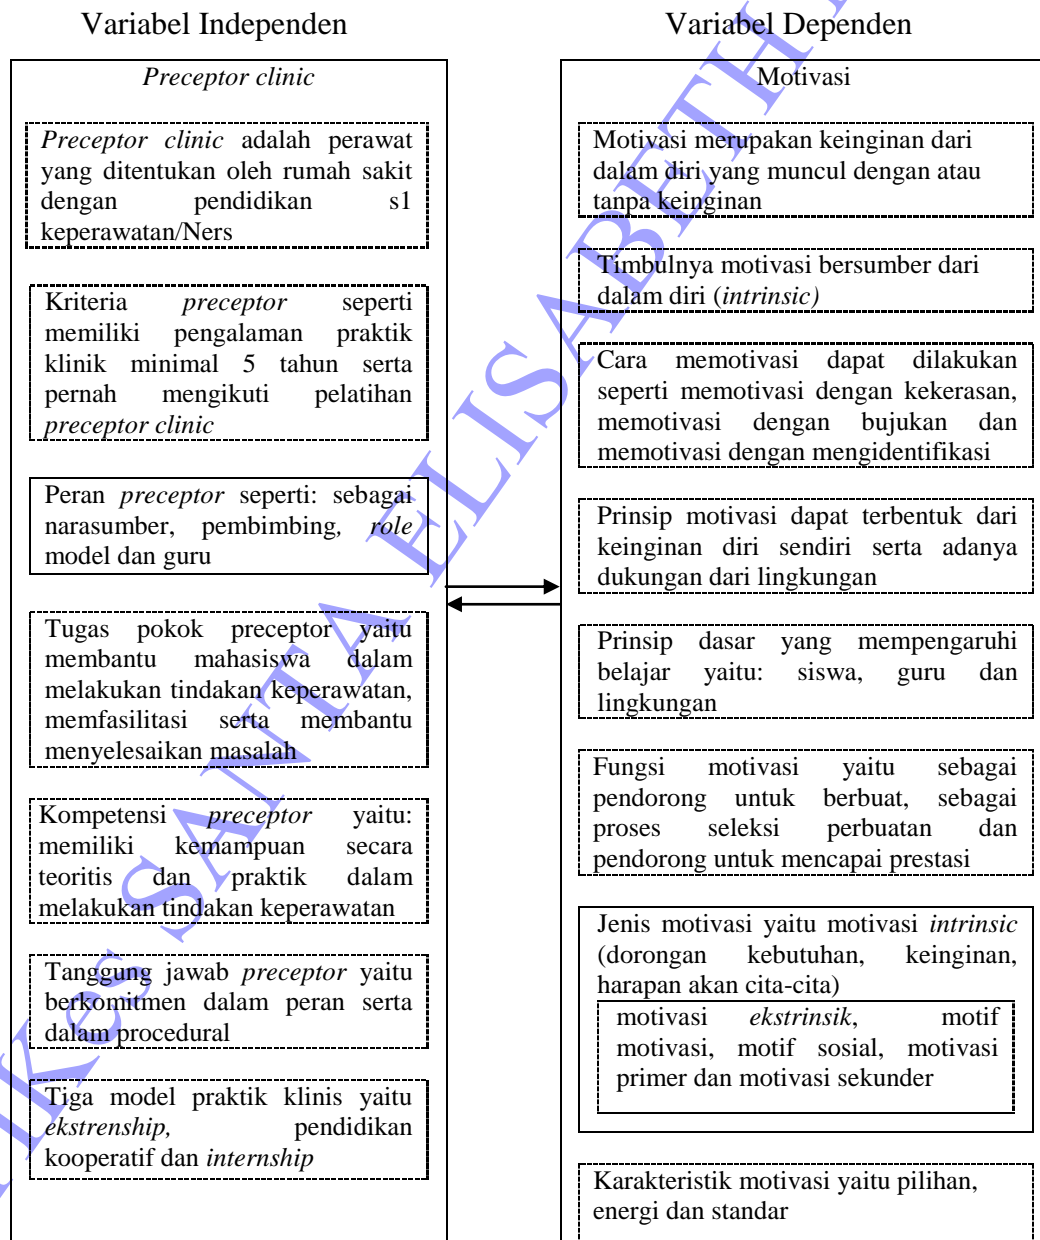 Variabel Independen
Variabel Dependen
Preceptor clinic
Preceptor clinic adalah perawat
yang ditentukan oleh rumah sakit
dengan pendidikan s1
keperawatan/Ners
Kriteria preceptor seperti
memiliki pengalaman praktik
klinik minimal 5 tahun serta
pernah mengikuti pelatihan
preceptor clinic
Peran preceptor seperti: sebagai
narasumber, pembimbing, role
model dan guru
Tugas pokok preceptor yaitu
membantu mahasiswa dalam
melakukan tindakan keperawatan,
memfasilitasi serta membantu
menyelesaikan masalah
Kompetensi preceptor yaitu:
memiliki kemampuan secara
teoritis dan praktik dalam
melakukan tindakan keperawatan
Tanggung jawab preceptor yaitu
berkomitmen dalam peran serta
dalam procedural
Tiga model praktik klinis yaitu
ekstrenship, pendidikan
kooperatif dan internship
Motivasi
Motivasi merupakan keinginan dari
dalam diri yang muncul dengan atau
tanpa keinginan
Timbulnya motivasi bersumber dari
dalam diri (intrinsic)
Cara memotivasi dapat dilakukan
seperti memotivasi dengan kekerasan,
memotivasi dengan bujukan dan
memotivasi dengan mengidentifikasi
Prinsip motivasi dapat terbentuk dari
keinginan diri sendiri serta adanya
dukungan dari lingkungan
Prinsip dasar yang mempengaruhi
belajar yaitu: siswa, guru dan
lingkungan
Fungsi motivasi yaitu sebagai
pendorong untuk berbuat, sebagai
proses seleksi perbuatan dan
pendorong untuk mencapai prestasi
Jenis motivasi yaitu motivasi intrinsic
(dorongan kebutuhan, keinginan,
harapan akan cita-cita)
motivasi ekstrinsik, motif
motivasi, motif sosial, motivasi
primer dan motivasi sekunder
Karakteristik motivasi yaitu pilihan,
energi dan standar
IKes SANTA ELISABETH